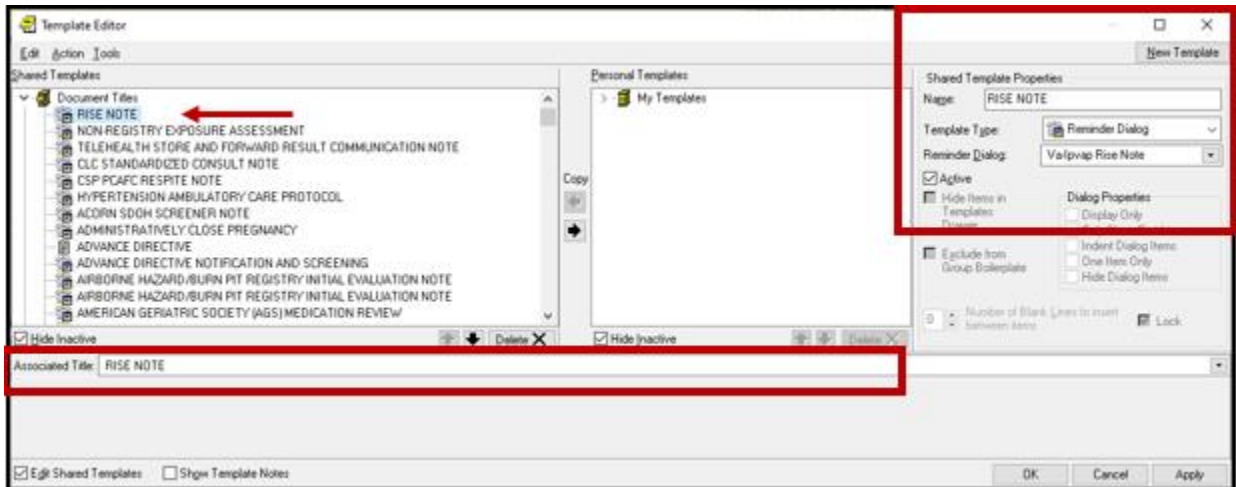 Template Editor
Edit Action Tools
New Template
Shared Templates
Document Titles
RISE NOTE
NON-REGISTRY EXPOSURE ASSESSMENT
TELEHEALTH STORE AND FORWARD RESULT COMMUNICATION NOTE
CLC STANDARDIZED CONSULT NOTE
CSP PCAFC RESPITE NOTE
HYPERTENSION AMBULATORY CARE PROTOCOL
ACORN SDOH SCREENER NOTE
ADMINISTRATIVELY CLOSE PREGNANCY
ADVANCE DIRECTIVE
ADVANCE DIRECTIVE NOTIFICATION AND SCREENING
AIRBORNE HAZARD/BURN PIT REGISTRY INITIAL EVALUATION NOTE
AIRBORNE HAZARD/BURN PIT REGISTRY INITIAL EVALUATION NOTE
AMERICAN GERIATRIC SOCIETY (AGS) MEDICATION REVIEW
Hide Inactive
Delete
Copy
Personal Templates
My Templates
Hide Inactive
Delete
Shared Template Properties
Name: RISE NOTE
Template Type: Reminder Dialog
Reminder Dialog: Va-lpvap Rise Note
Active
Hide Items in
Templates
Drawer
Exclude from
Group Boilerplate
Dialog Properties
Display Only
Indent Dialog Items
One Item Only
Hide Dialog Items
0 Number of Blank Lines to insert
between items
Lock
Associated Title: RISE NOTE
Edit Shared Templates Show Template Notes
OK Cancel Apply